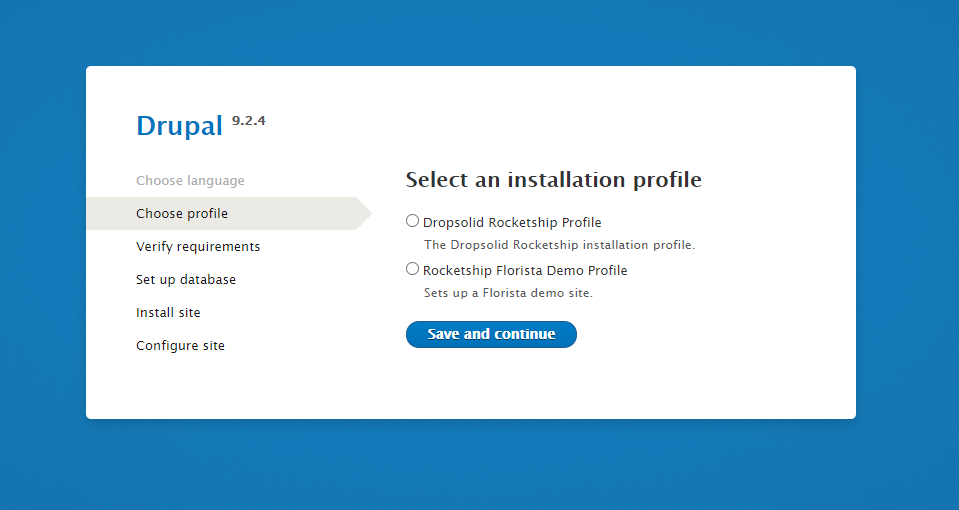 Drupal 9.2.4
Choose language
Choose profile
Verify requirements
Set up database
Install site
Configure site
Select an installation profile
Dropsolid Rocketship Profile
The Dropsolid Rocketship installation profile.
Rocketship Florista Demo Profile
Sets up a Florista demo site.
Save and continue